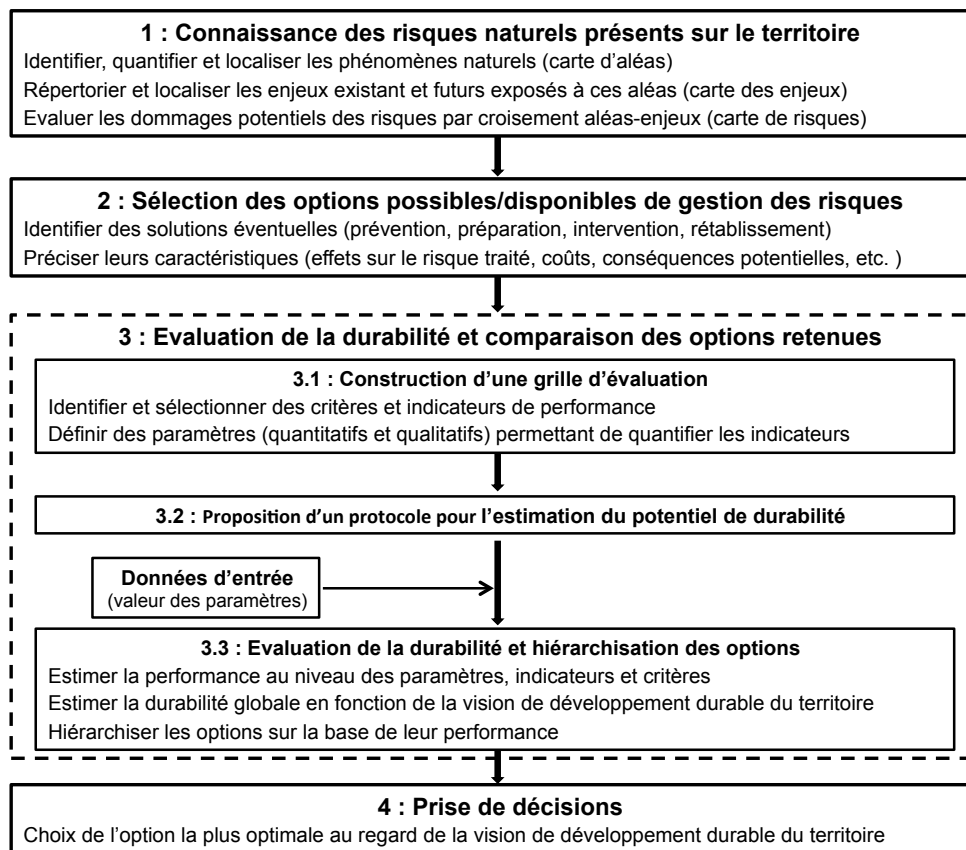 1 : Connaissance des risques naturels présents sur le territoire
Identifier, quantifier et localiser les phénomènes naturels (carte d’aléas)
Répertorier et localiser les enjeux existant et futurs exposés à ces aléas (carte des enjeux)
Evaluer les dommages potentiels des risques par croisement aléas-enjeux (carte de risques)
2 : Sélection des options possibles/disponibles de gestion des risques
Identifier des solutions éventuelles (prévention, préparation, intervention, rétablissement)
Préciser leurs caractéristiques (effets sur le risque traité, coûts, conséquences potentielles, etc. )
3 : Evaluation de la durabilité et comparaison des options retenues
3.1 : Construction d’une grille d’évaluation
Identifier et sélectionner des critères et indicateurs de performance
Définir des paramètres (quantitatifs et qualitatifs) permettant de quantifier les indicateurs
3.2 : Proposition d’un protocole pour l’estimation du potentiel de durabilité
Données d’entrée
(valeur des paramètres)
3.3 : Evaluation de la durabilité et hiérarchisation des options
Estimer la performance au niveau des paramètres, indicateurs et critères
Estimer la durabilité globale en fonction de la vision de développement durable du territoire
Hiérarchiser les options sur la base de leur performance
4 : Prise de décisions
Choix de l’option la plus optimale au regard de la vision de développement durable du territoire